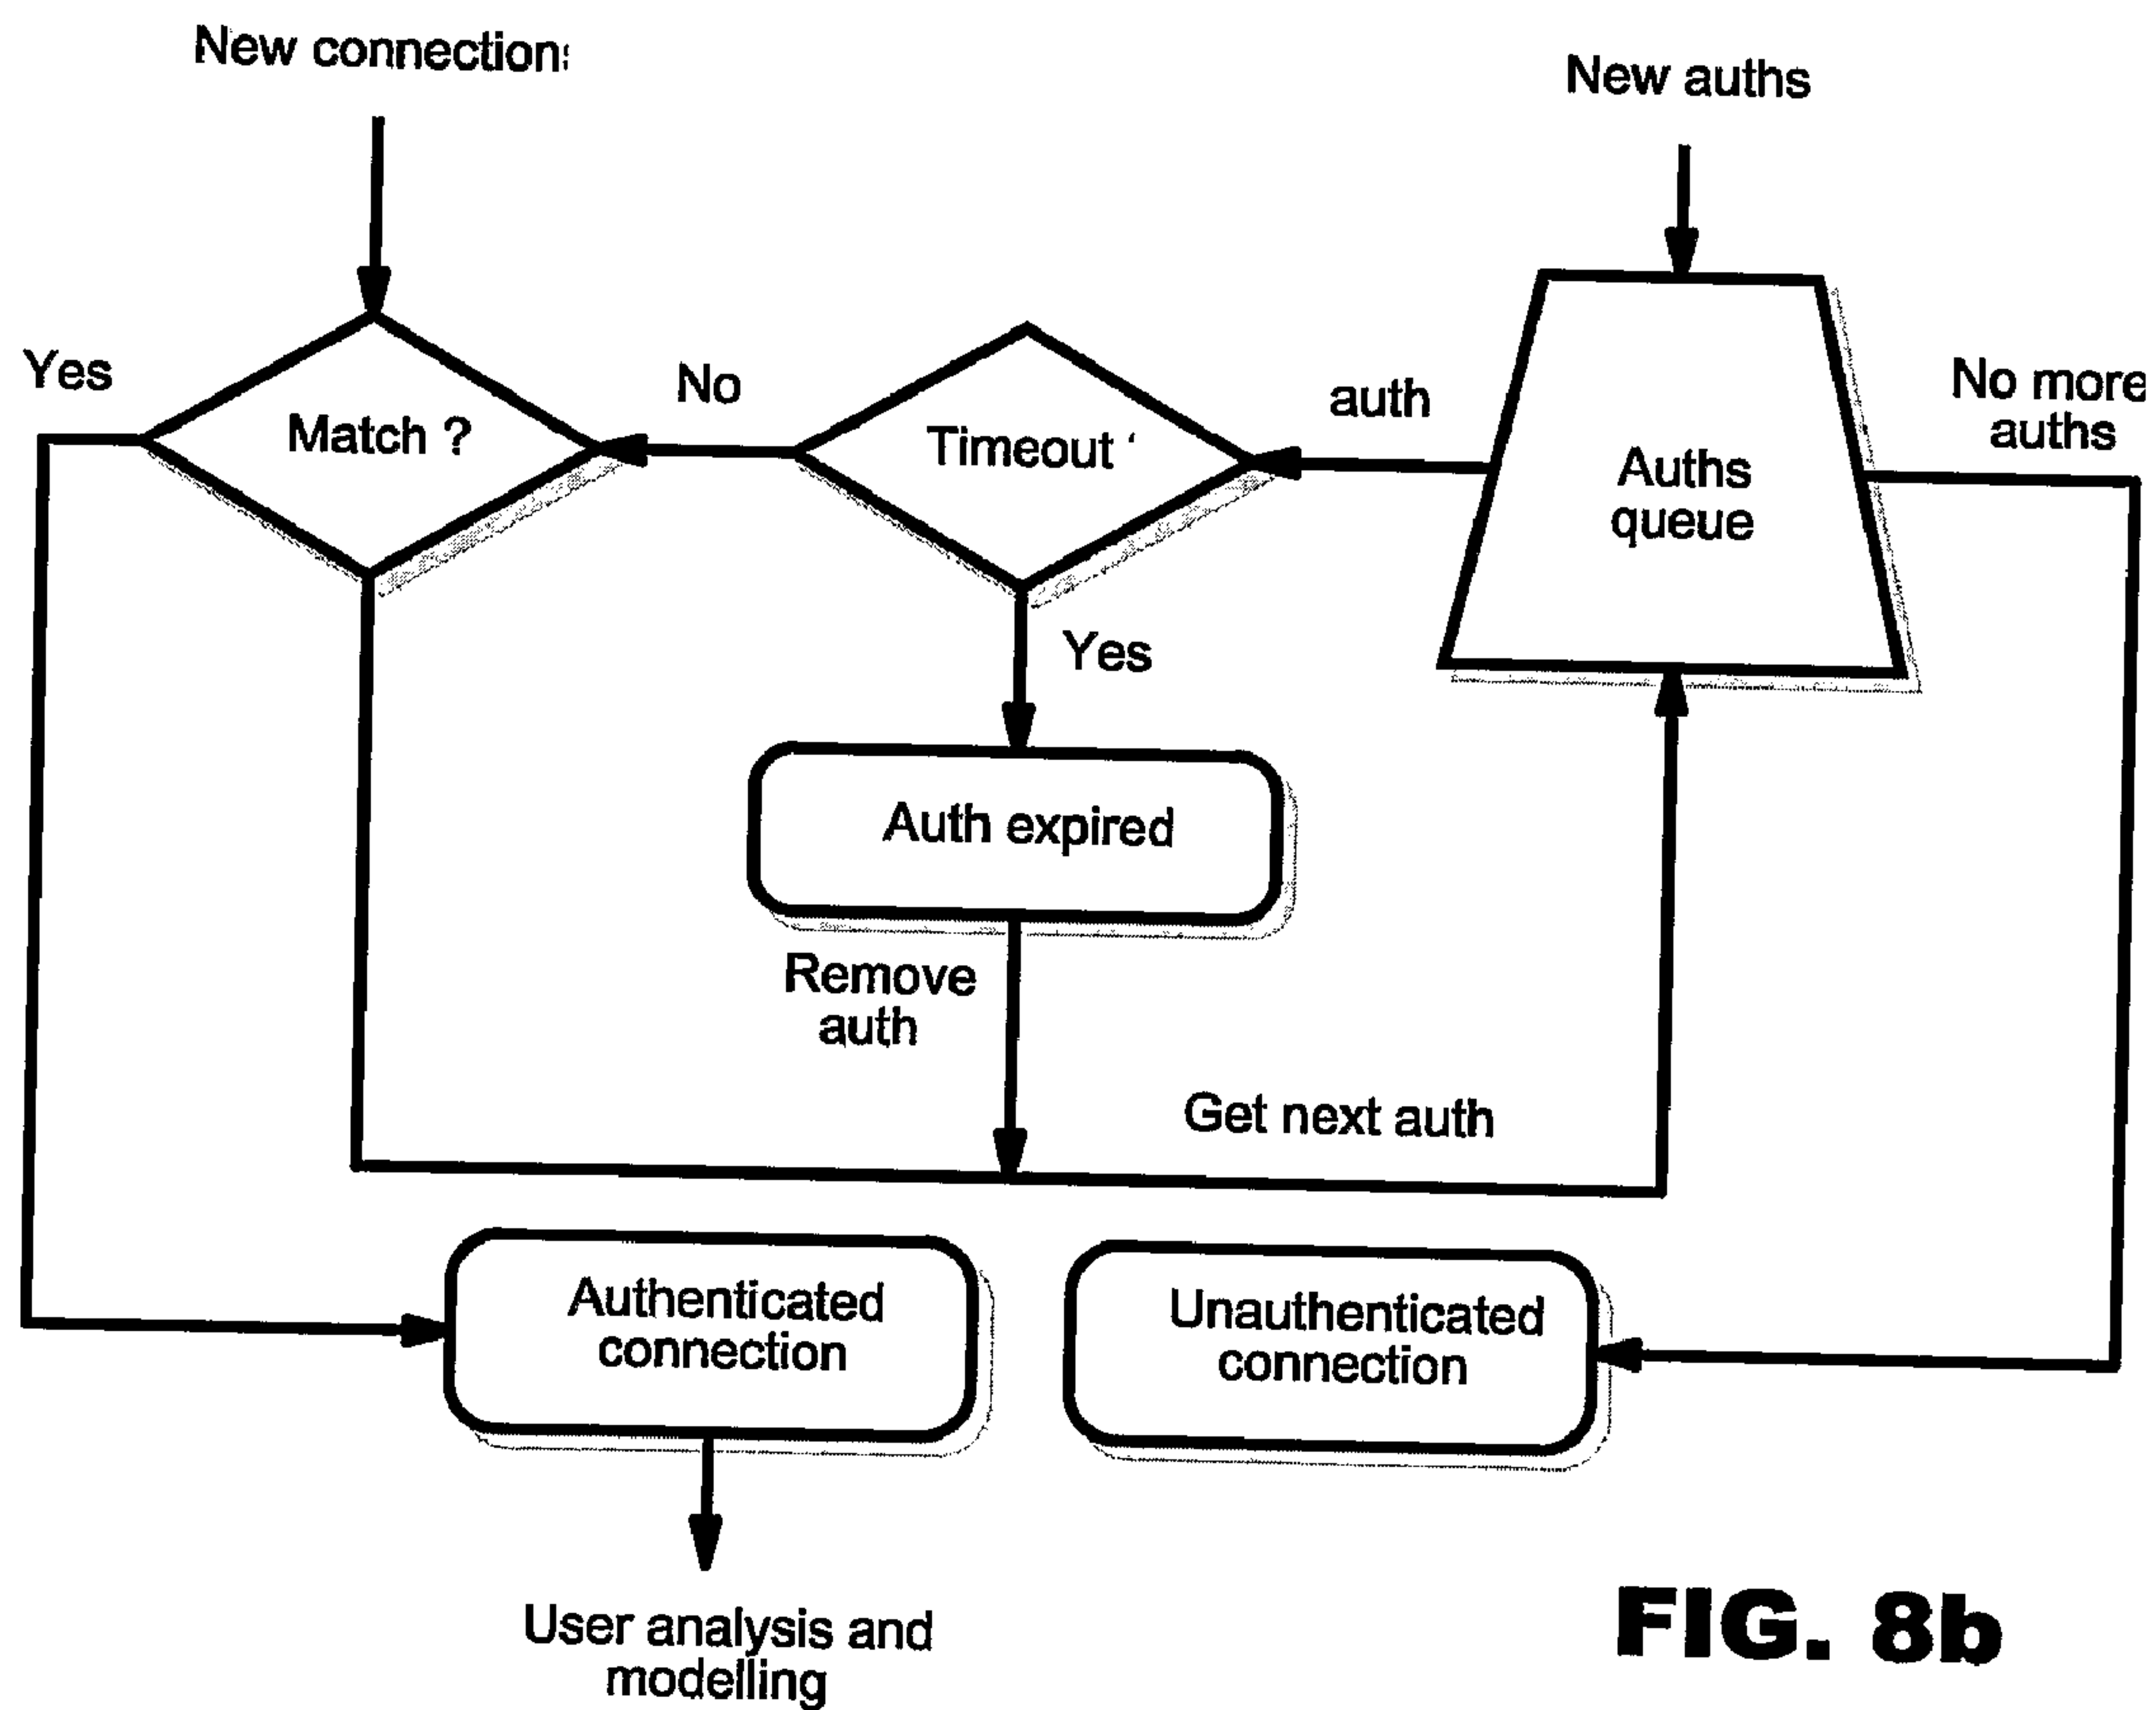 New connections
New auths
Yes
Match ?
No
Timeout
auth
Auths
queue
No more
auths
Yes
Auth expired
Remove
auth
Get next auth
Authenticated
connection
Unauthenticated
connection
User analysis and
modelling
FIG. 8b